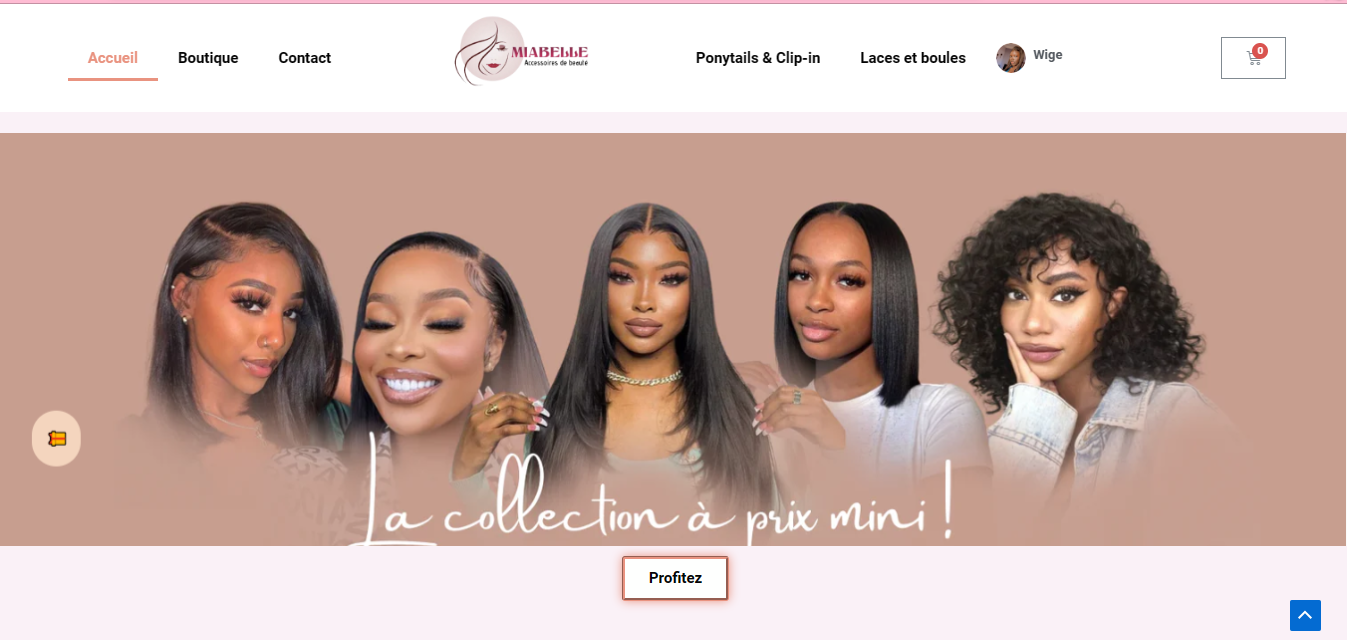 Accueil
Boutique
Contact
MIABELLE
Accessoires de beauté
Ponytails & Clip-in
Laces et boules
Wige
0
La collection à prix mini !
Profitez